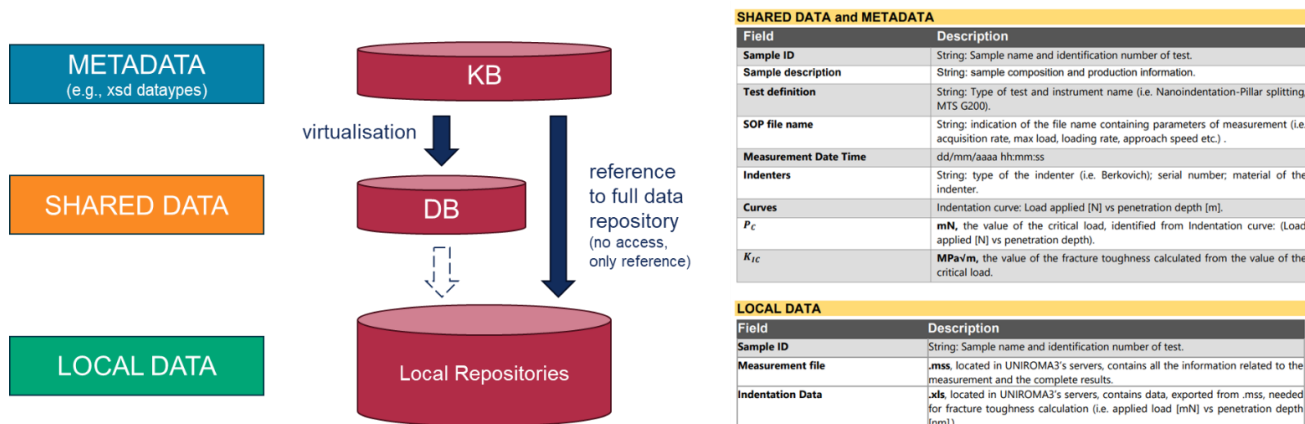 METADATA
(e.g., xsd dataypes)
SHARED DATA
LOCAL DATA
KB
virtualisation
DB
reference
to full data
repository
(no access,
only reference)
Local Repositories
SHARED DATA and METADATA
Field Description
Sample ID String: Sample name and identification number of test.
Sample description String: sample composition and production information.
Test definition String: Type of test and instrument name (i.e. Nanoindentation-Pillar splitting,
MTS G200).
SOP file name String: indication of the file name containing parameters of measurement (i.e.
acquisition rate, max load, loading rate, approach speed etc.) .
Measurement Date Time dd/mm/aaaa hh:mm:ss
Indenters String: type of the indenter (i.e. Berkovich); serial number; material of the
indenter.
Curves Indentation curve: Load applied [N] vs penetration depth [m].
P_C mN, the value of the critical load, identified from Indentation curve: (Load
applied [N] vs penetration depth).
K_IC MPa√m, the value of the fracture toughness calculated from the value of the
critical load.
LOCAL DATA
Field Description
Sample ID String: Sample name and identification number of test.
Measurement file .mss, located in UNIROMA3's servers, contains all the information related to the
measurement and the complete results.
Indentation Data .xls, located in UNIROMA3's servers, contains data, exported from .mss, needed
for fracture toughness calculation (i.e. applied load [mN] vs penetration depth